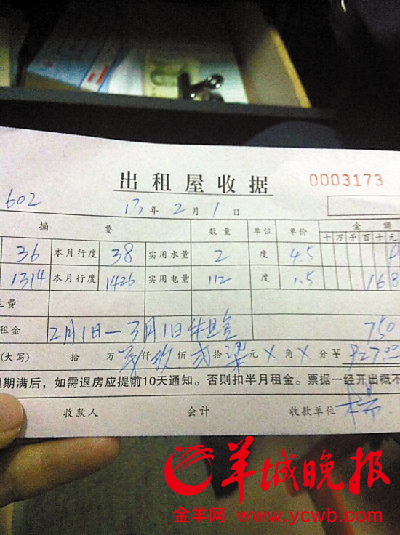 出租屋收据 0003173
602 13年2月1日
摘 要 数量 单位 单价 金额
十万千百十元
36 本月行度 38 实用水量 2 度 4.5
1314 本月行度 1426 实用电量 112 度 1.5 168
费
租金 2月1日—3月1日租金 750
(大写) 拾 万 仟 玖 佰 贰 拾 柒 元 X 角 X 分 ￥ 927.00
期满后，如需退房应提前10天通知。否则扣半月租金。票据一经开出概不
收款人 会计 收款单位
羊城晚报
金羊网 www.ycwb.com